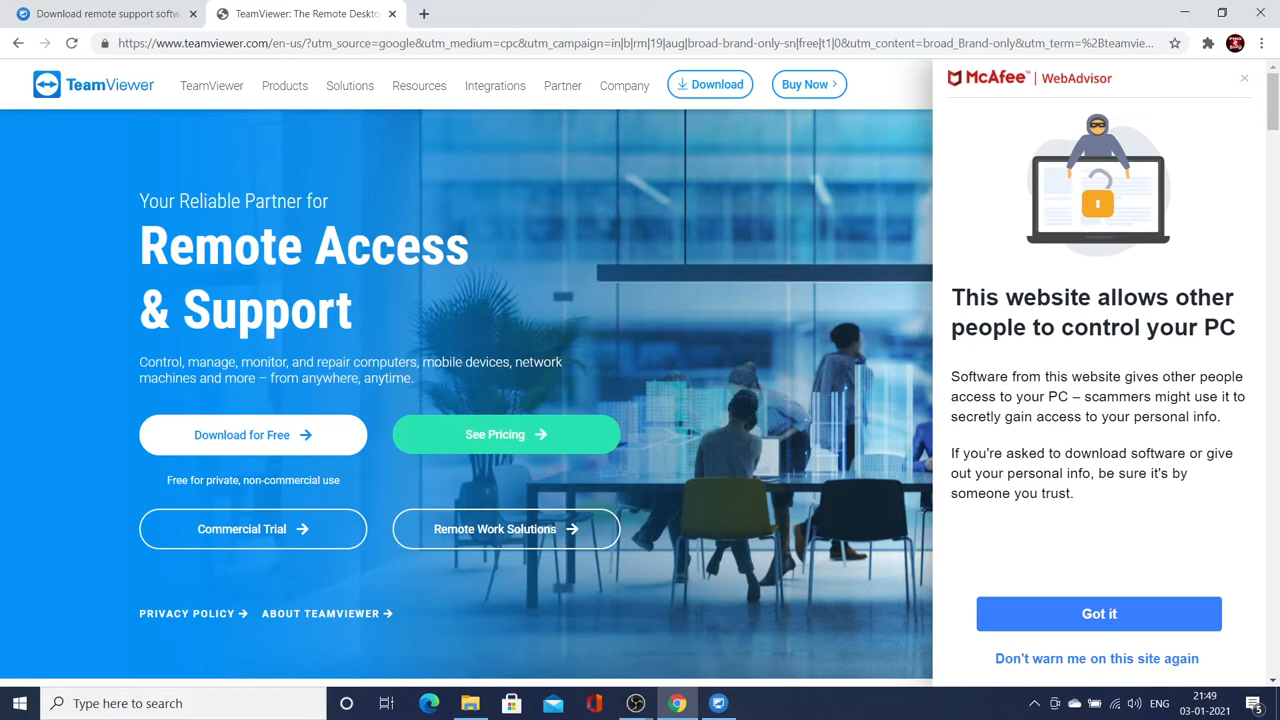 Download remote support softw
TeamViewer: The Remote Deskto
https://www.teamviewer.com/en-us/?utm_source=google&utm_medium=cpc&utm_campaign=in|b|rm|19|aug|broad-brand-only-sn|free|t1|0&utm_content=broad_Brand-only&utm_term=%2Bteamvie...
TeamViewer
TeamViewer
Products
Solutions
Resources
Integrations
Partner
Company
Download
Buy Now
Your Reliable Partner for
Remote Access
& Support
Control, manage, monitor, and repair computers, mobile devices, network
machines and more – from anywhere, anytime.
Download for Free
See Pricing
Free for private, non-commercial use
Commercial Trial
Remote Work Solutions
PRIVACY POLICY
ABOUT TEAMVIEWER
McAfee™ | WebAdvisor
This website allows other
people to control your PC
Software from this website gives other people
access to your PC – scammers might use it to
secretly gain access to your personal info.
If you're asked to download software or give
out your personal info, be sure it's by
someone you trust.
Got it
Don't warn me on this site again
Type here to search
ENG
21:49
03-01-2021
5